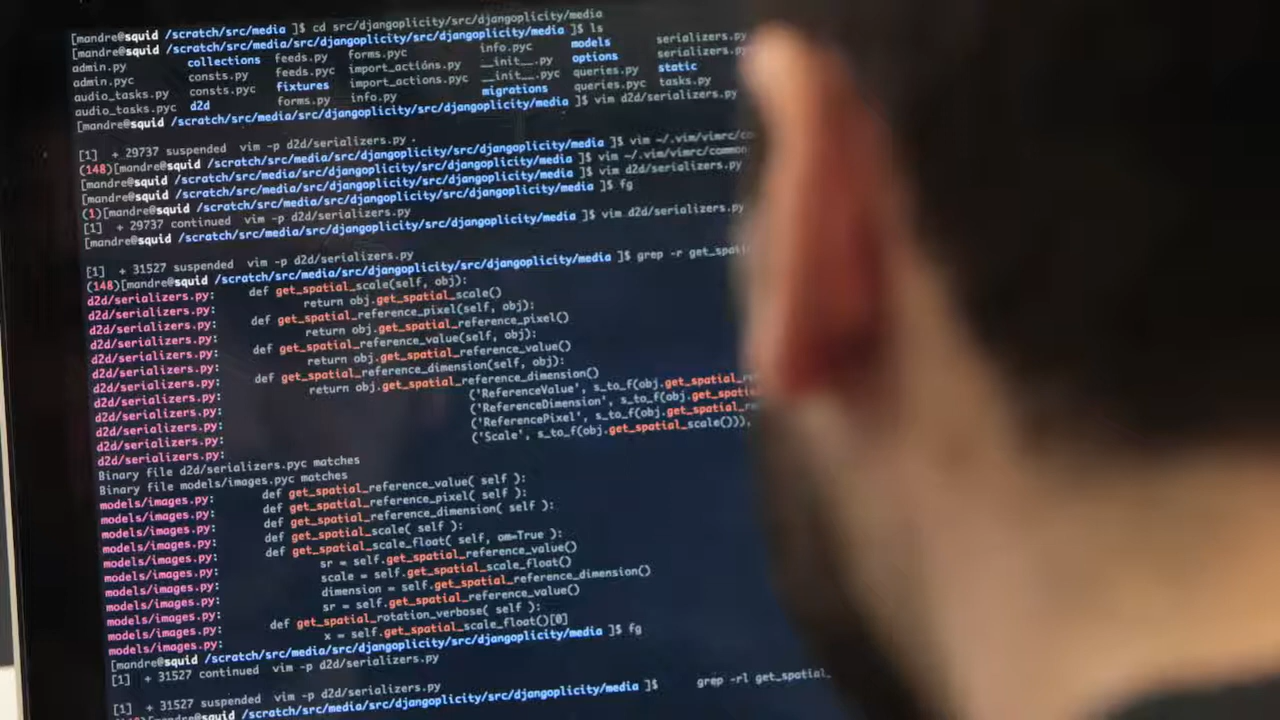 [mandre@squid /scratch/src/media ]$ cd src/djangoplicity/src/djangoplicity/media
[mandre@squid /scratch/src/media/src/djangoplicity/src/djangoplicity/media ]$ ls
admin.py collections feeds.py forms.pyc info.pyc models serializers.py
admin.pyc consts.py feeds.pyc import_actions.py __init__.py options serializers.py
audio_tasks.py consts.pyc fixtures import_actions.pyc __init__.pyc queries.py static
audio_tasks.pyc d2d forms.py info.py migrations queries.pyc tasks.py
[mandre@squid /scratch/src/media/src/djangoplicity/src/djangoplicity/media ]$ vim d2d/serializers.py
[1] + 29737 suspended vim -p d2d/serializers.py .
(148)[mandre@squid /scratch/src/media/src/djangoplicity/src/djangoplicity/media ]$ vim ~/.vim/vimrc/co
[mandre@squid /scratch/src/media/src/djangoplicity/src/djangoplicity/media ]$ vim ~/.vim/vimrc/common
[mandre@squid /scratch/src/media/src/djangoplicity/src/djangoplicity/media ]$ vim d2d/serializers.py
(1)[mandre@squid /scratch/src/media/src/djangoplicity/src/djangoplicity/media ]$ fg
[1] + 29737 continued vim -p d2d/serializers.py
[mandre@squid /scratch/src/media/src/djangoplicity/src/djangoplicity/media ]$ vim d2d/serializers.py
[1] + 31527 suspended vim -p d2d/serializers.py
(148)[mandre@squid /scratch/src/media/src/djangoplicity/src/djangoplicity/media ]$ grep -r get_spati
d2d/serializers.py: def get_spatial_scale(self, obj):
d2d/serializers.py: return obj.get_spatial_scale()
d2d/serializers.py: def get_spatial_reference_pixel(self, obj):
d2d/serializers.py: return obj.get_spatial_reference_pixel()
d2d/serializers.py: def get_spatial_reference_value(self, obj):
d2d/serializers.py: return obj.get_spatial_reference_value()
d2d/serializers.py: def get_spatial_reference_dimension(self, obj):
d2d/serializers.py: return obj.get_spatial_reference_dimension()
d2d/serializers.py: ('ReferenceValue', s_to_f(obj.get_spatial_re
d2d/serializers.py: ('ReferenceDimension', s_to_f(obj.get_spatial
d2d/serializers.py: ('ReferencePixel', s_to_f(obj.get_spatial_re
d2d/serializers.py: ('Scale', s_to_f(obj.get_spatial_scale())),
Binary file d2d/serializers.pyc matches
Binary file models/images.pyc matches
models/images.py: def get_spatial_reference_value( self ):
models/images.py: def get_spatial_reference_pixel( self ):
models/images.py: def get_spatial_reference_dimension( self ):
models/images.py: def get_spatial_scale( self ):
models/images.py: def get_spatial_scale_float( self, om=True ):
models/images.py: sr = self.get_spatial_reference_value()
models/images.py: scale = self.get_spatial_scale_float()
models/images.py: dimension = self.get_spatial_reference_dimension()
models/images.py: sr = self.get_spatial_reference_value()
models/images.py: def get_spatial_rotation_verbose( self ):
models/images.py: x = self.get_spatial_scale_float()[0]
[mandre@squid /scratch/src/media/src/djangoplicity/src/djangoplicity/media ]$ fg
[1] + 31527 continued vim -p d2d/serializers.py
[1] + 31527 suspended vim -p d2d/serializers.py
(148)[mandre@squid /scratch/src/media/src/djangoplicity/src/djangoplicity/media ]$ grep -rl get_spatial_